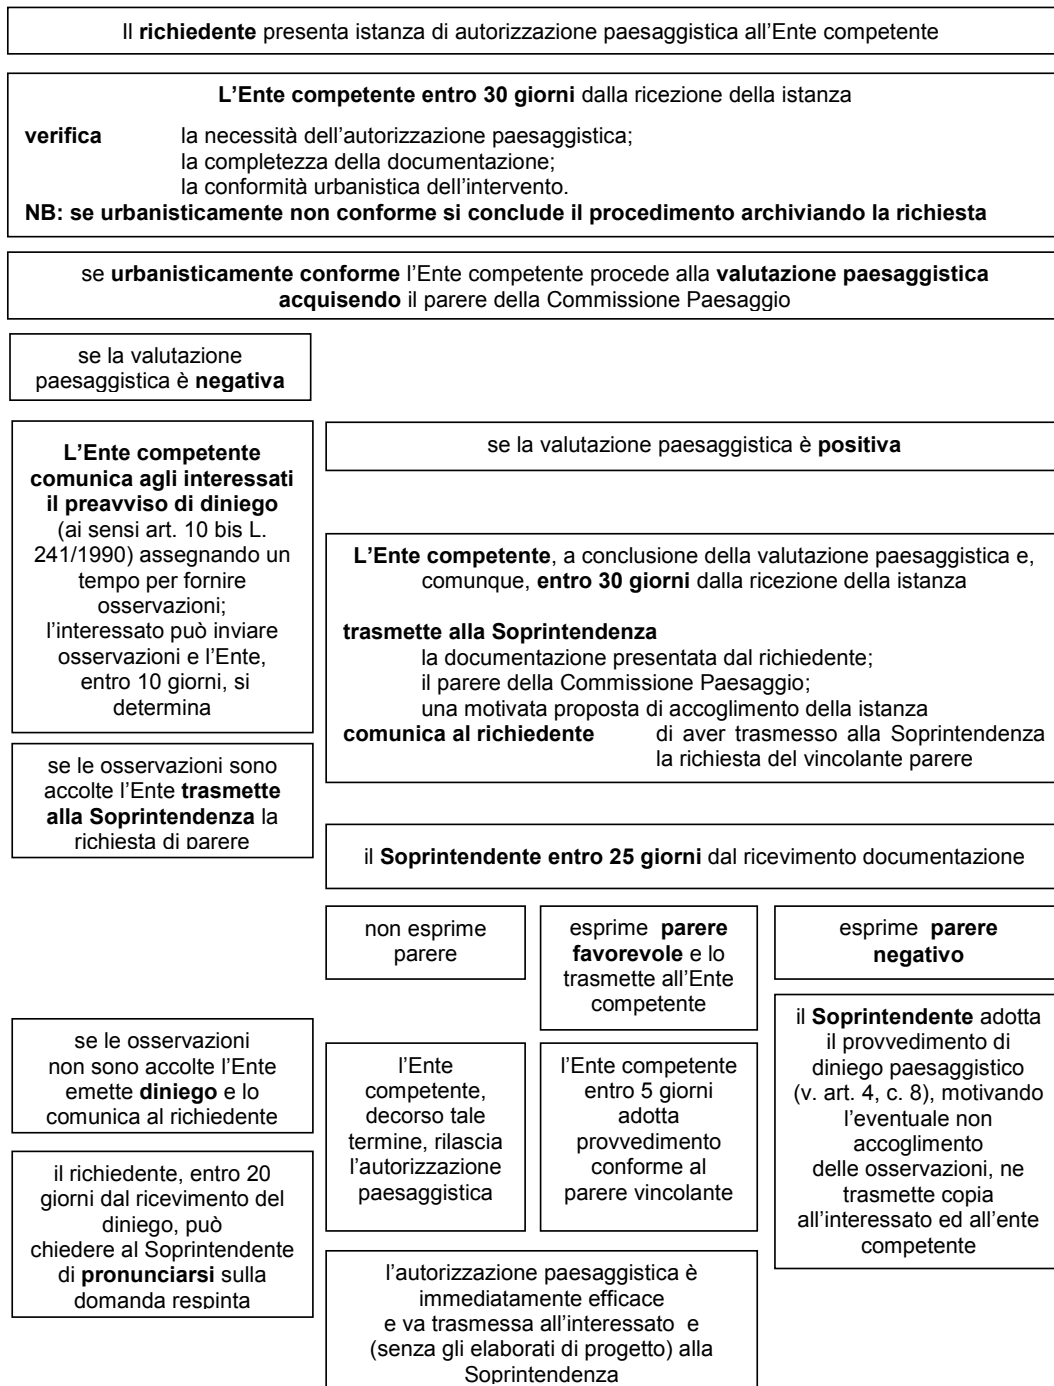 Il richiedente presenta istanza di autorizzazione paesaggistica all'Ente competente
L'Ente competente entro 30 giorni dalla ricezione della istanza
verifica la necessità dell'autorizzazione paesaggistica;
la completezza della documentazione;
la conformità urbanistica dell'intervento.
NB: se urbanisticamente non conforme si conclude il procedimento archiviando la richiesta
se urbanisticamente conforme l'Ente competente procede alla valutazione paesaggistica
acquisendo il parere della Commissione Paesaggio
se la valutazione
paesaggistica è negativa
L'Ente competente
comunica agli interessati
il preavviso di diniego
(ai sensi art. 10 bis L.
241/1990) assegnando un
tempo per fornire
osservazioni;
l'interessato può inviare
osservazioni e l'Ente,
entro 10 giorni, si
determina
se la valutazione paesaggistica è positiva
L'Ente competente, a conclusione della valutazione paesaggistica e,
comunque, entro 30 giorni dalla ricezione della istanza
trasmette alla Soprintendenza
la documentazione presentata dal richiedente;
il parere della Commissione Paesaggio;
una motivata proposta di accoglimento della istanza
comunica al richiedente di aver trasmesso alla Soprintendenza
la richiesta del vincolante parere
se le osservazioni sono
accolte l'Ente trasmette
alla Soprintendenza la
richiesta di parere
il Soprintendente entro 25 giorni dal ricevimento documentazione
non esprime
parere
esprime parere
favorevole e lo
trasmette all'Ente
competente
esprime parere
negativo
se le osservazioni
non sono accolte l'Ente
emette diniego e lo
comunica al richiedente
l'Ente
competente,
decorso tale
termine, rilascia
l'autorizzazione
paesaggistica
l'Ente competente
entro 5 giorni
adotta
provvedimento
conforme al
parere vincolante
il Soprintendente adotta
il provvedimento di
diniego paesaggistico
(v. art. 4, c. 8), motivando
l'eventuale non
accoglimento
delle osservazioni, ne
trasmette copia
all'interessato ed all'ente
competente
il richiedente, entro 20
giorni dal ricevimento del
diniego, può
chiedere al Soprintendente
di pronunciarsi sulla
domanda respinta
l'autorizzazione paesaggistica è
immediatamente efficace
e va trasmessa all'interessato e
(senza gli elaborati di progetto) alla
Soprintendenza